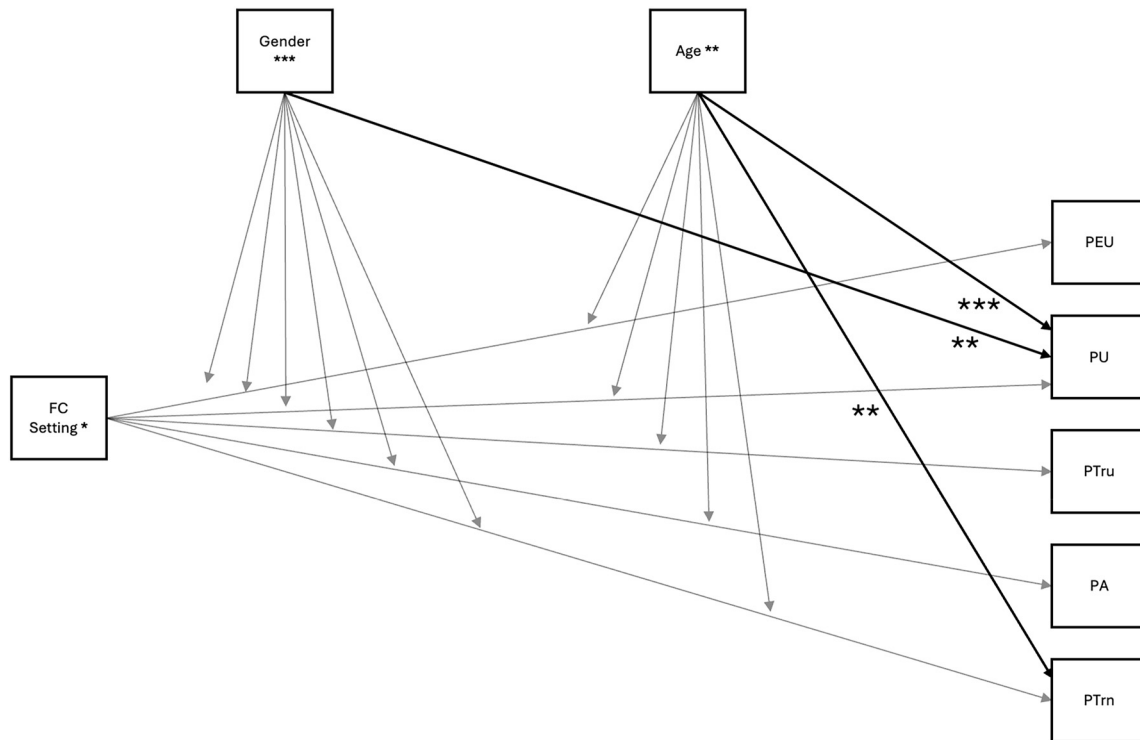 Gender
***
Age **
PEU
***
PU
**
FC
Setting *
**
PTru
PA
PTrn